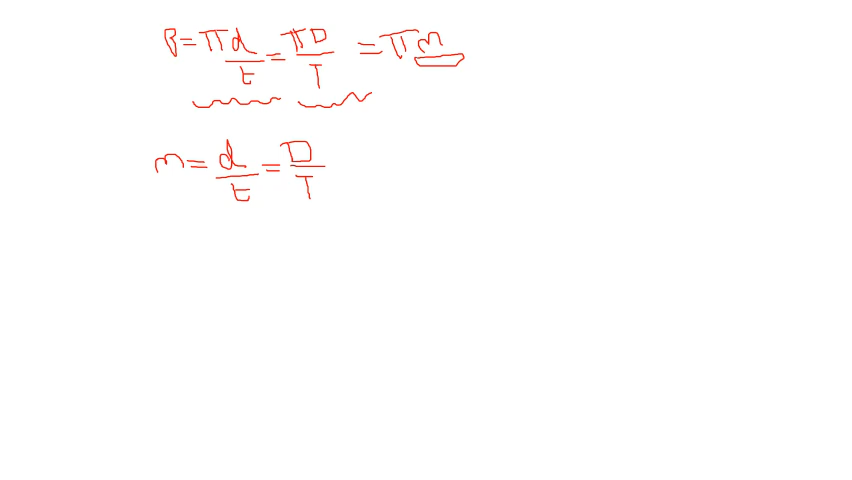 P = πd/t = πD/T = πm
m = d/t = D/T